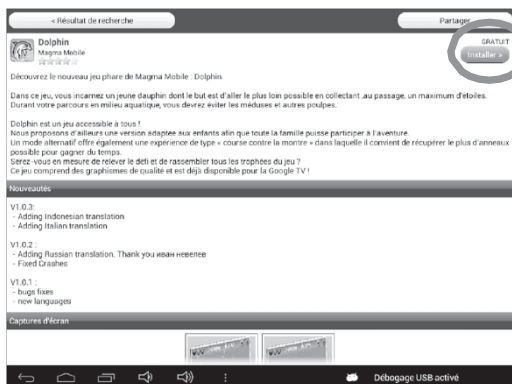 « Résultat de recherche
Partager
Dolphin
Magma Mobile
GRATUIT
Installer »
Découvrez le nouveau jeu phare de Magma Mobile : Dolphin
Dans ce jeu, vous incarnez un jeune dauphin dont le but est d'aller le plus loin possible en collectant ,au passage, un maximum d'étoiles.
Durant votre parcours en milieu aquatique, vous devrez éviter les méduses et autres poulpes.
Dolphin est un jeu accessible à tous !
Nous proposons d'ailleurs une version adaptée aux enfants afin que toute la famille puisse participer à l'aventure.
Un mode alternatif offre également une expérience de type « course contre la montre » dans laquelle il convient de récupérer le plus d'anneaux
possible pour gagner du temps.
Serez-vous en mesure de relever le défi et de rassembler tous les trophées du jeu ?
Ce jeu comprend des graphismes de qualité et est déjà disponible pour la Google TV !
Nouveautés
V1.0.3:
- Adding Indonesian translation
- Adding Italian translation
V1.0.2 :
- Adding Russian translation. Thank you иван невелев
- Fixed Crashes
V1.0.1 :
- bugs fixes
- new languages
Captures d'écran
Débogage USB activé